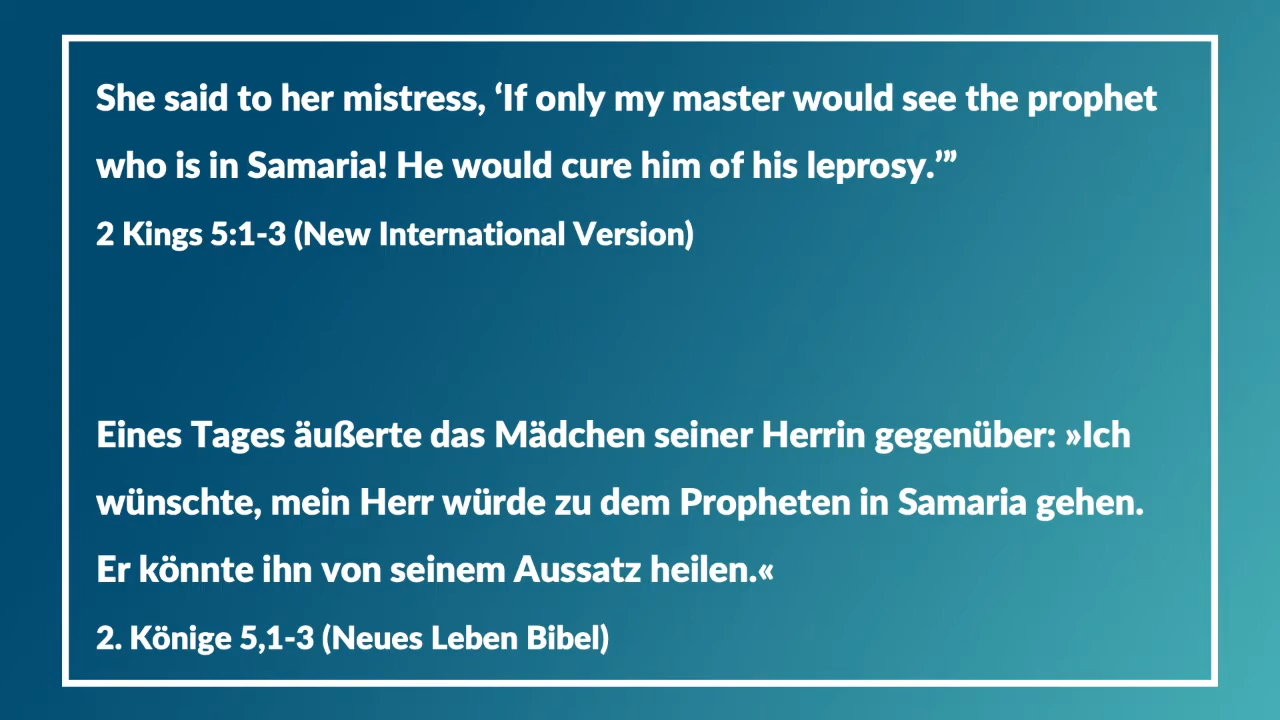 She said to her mistress, ‘If only my master would see the prophet
who is in Samaria! He would cure him of his leprosy.’”
2 Kings 5:1-3 (New International Version)
Eines Tages äußerte das Mädchen seiner Herrin gegenüber: »Ich
wünschte, mein Herr würde zu dem Propheten in Samaria gehen.
Er könnte ihn von seinem Aussatz heilen.«
2. Könige 5,1-3 (Neues Leben Bibel)